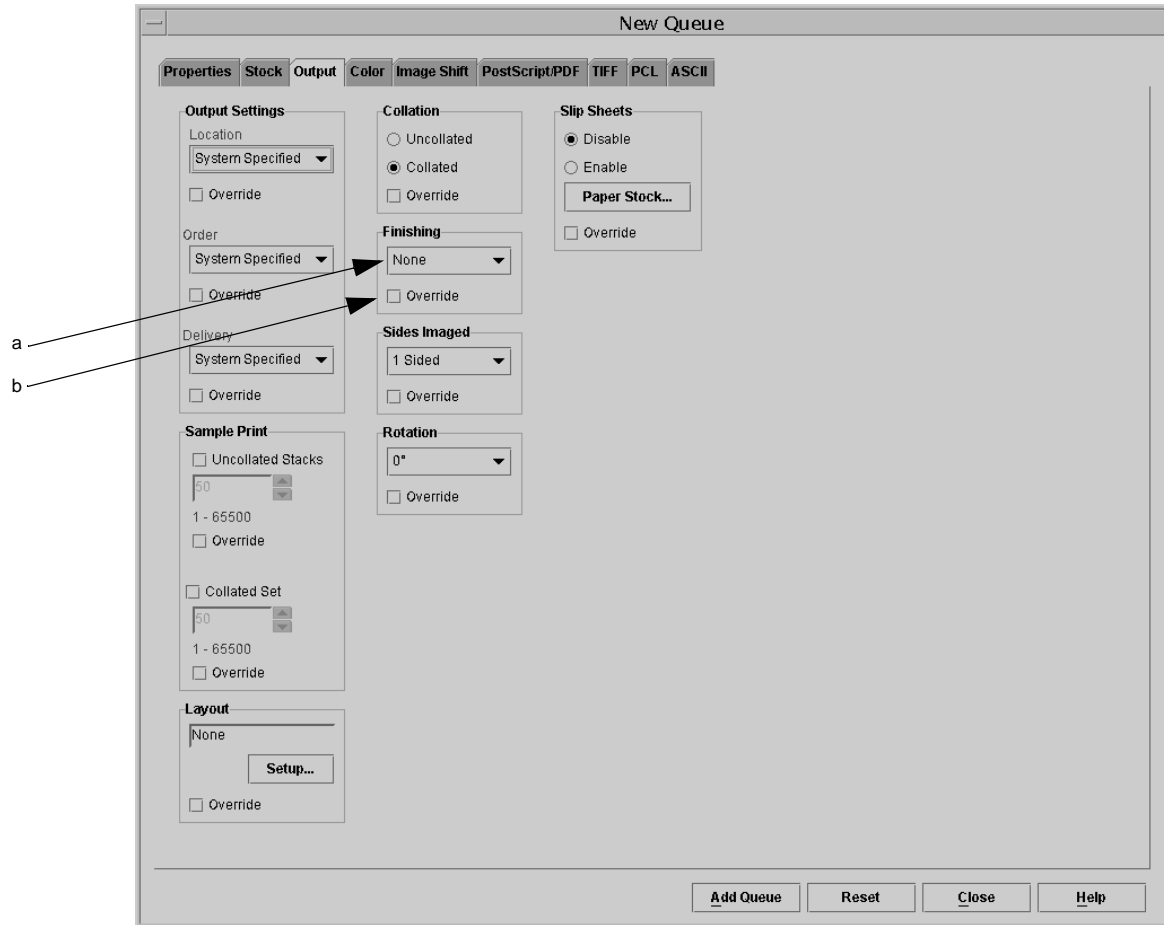 New Queue
Properties Stock Output Color Image Shift PostScript/PDF TIFF PCL ASCII
Output Settings
Location
System Specified
Override
Order
System Specified
Override
Delivery
System Specified
Override
Sample Print
Uncollated Stacks
50
1 - 65500
Override
Collated Set
50
1 - 65500
Override
Layout
None
Setup...
Override
Collation
Uncollated
Collated
Override
Finishing
None
Override
Sides Imaged
1 Sided
Override
Rotation
0°
Override
Slip Sheets
Disable
Enable
Paper Stock...
Override
a
b
Add Queue Reset Close Help